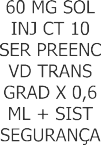 60 MG SOL
INJ CT 10
SER PREENC
VD TRANS
GRAD X 0,6
ML + SIST
SEGURANÇA